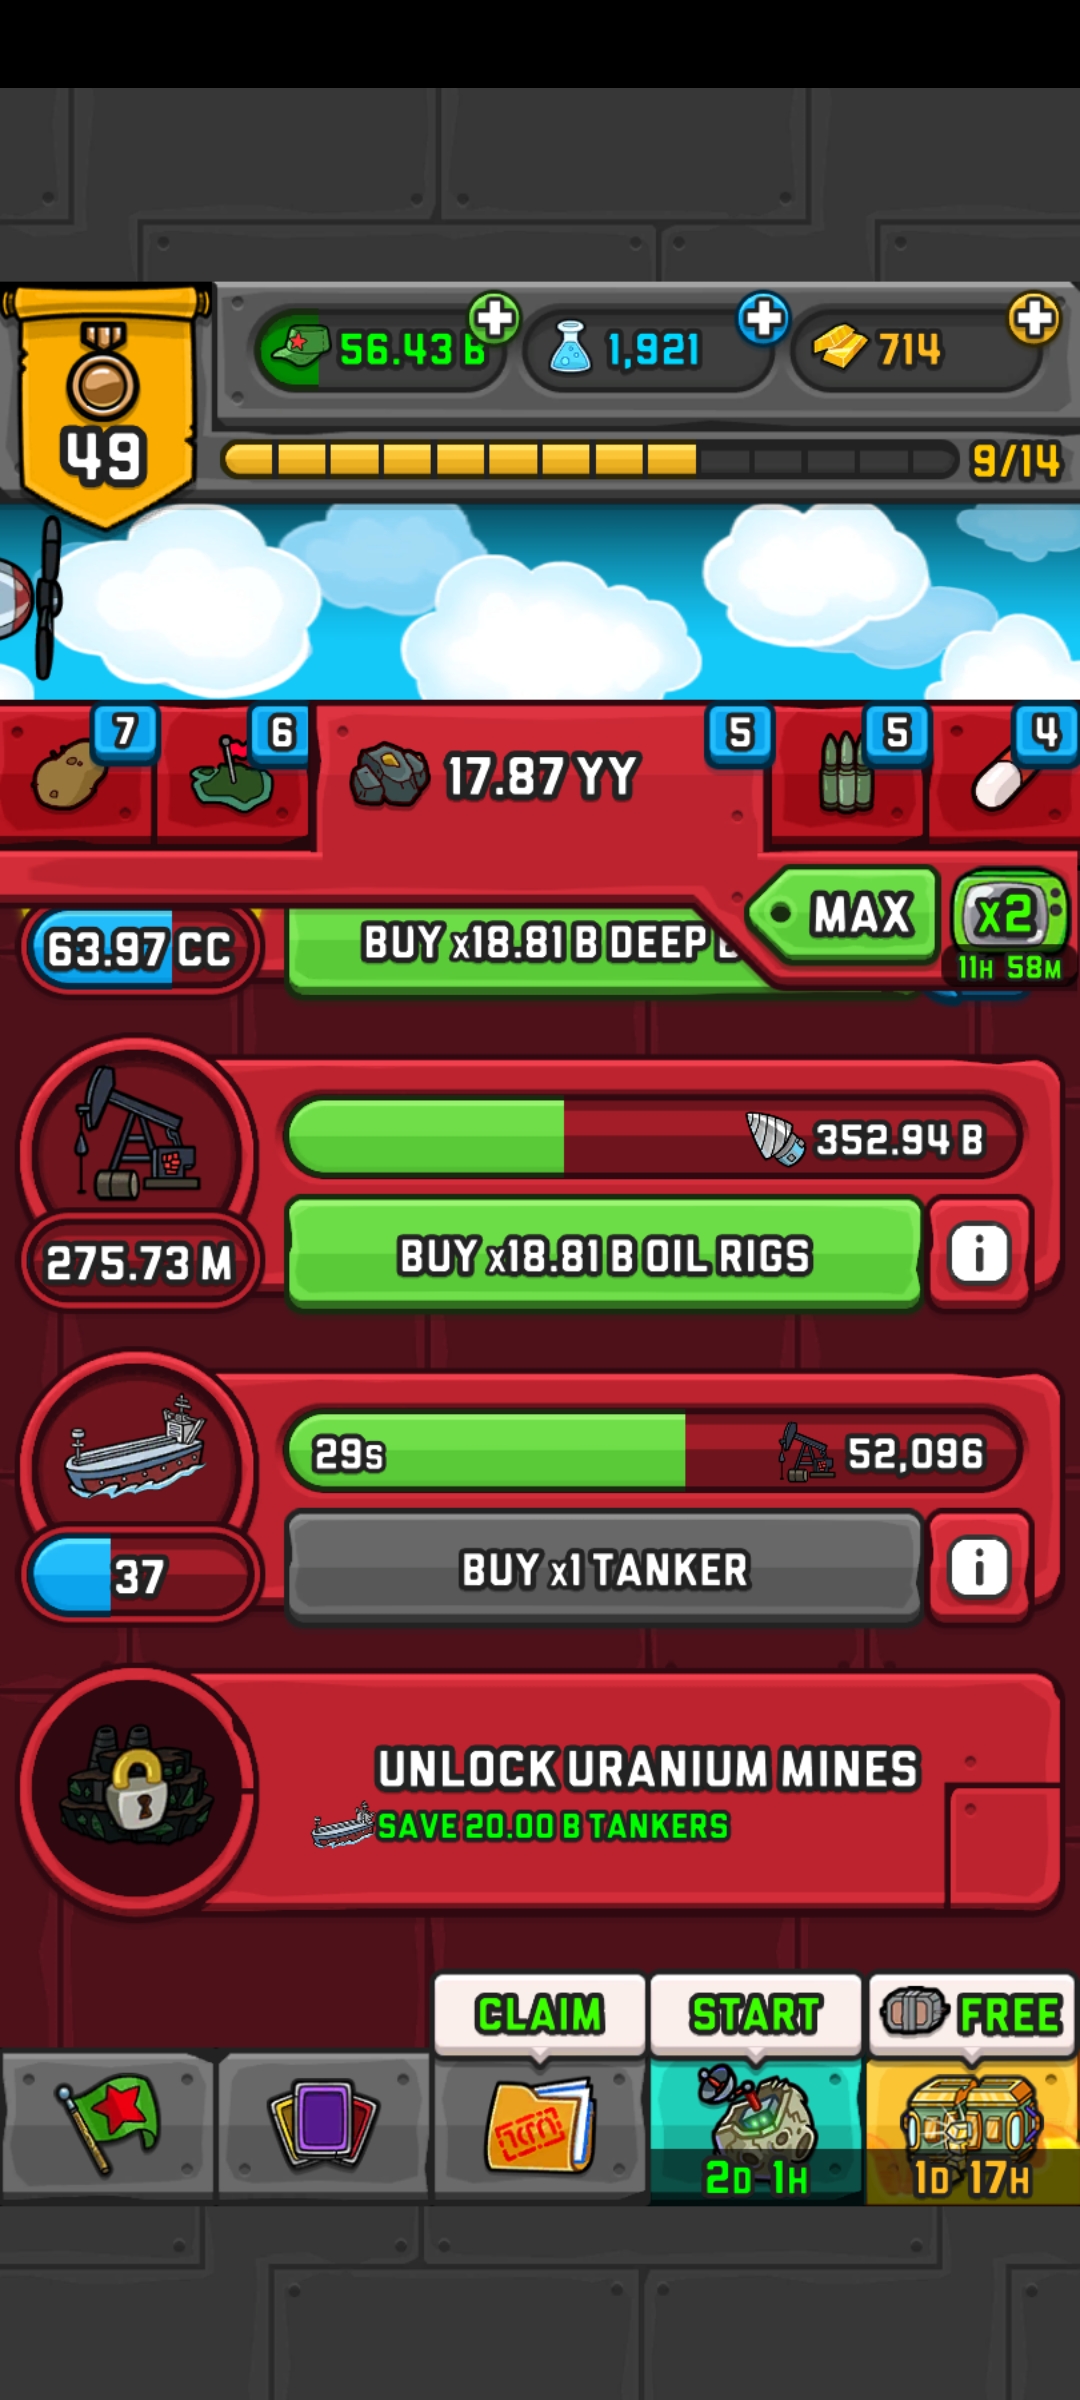 56.43 B
1,921
714
49
9/14
7
6
17.87 YY
5
5
4
MAX
x2
11H 58M
63.97 CC
BUY x18.81 B DEEP
352.94 B
275.73 M
BUY x18.81 B OIL RIGS
i
29s
52,096
37
BUY x1 TANKER
i
UNLOCK URANIUM MINES
SAVE 20.00 B TANKERS
CLAIM
START
FREE
2D 1H
1D 17H